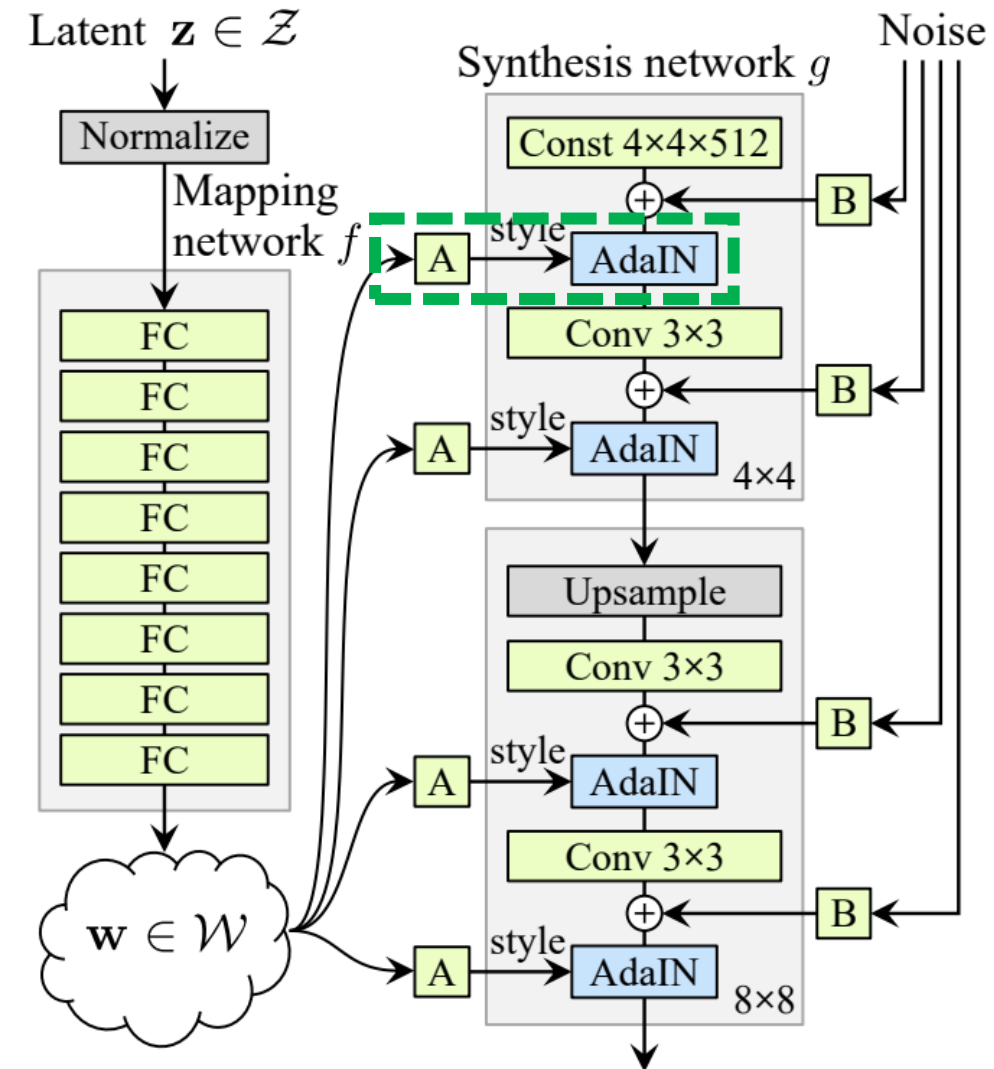 Latent z ∈ 𝒵
Normalize
Mapping
network f
FC
FC
FC
FC
FC
FC
FC
FC
w ∈ 𝒲
Synthesis network g
Noise
Const 4×4×512
B
A
style
AdaIN
Conv 3×3
B
A
style
AdaIN
4×4
Upsample
Conv 3×3
B
A
style
AdaIN
Conv 3×3
B
A
style
AdaIN
8×8